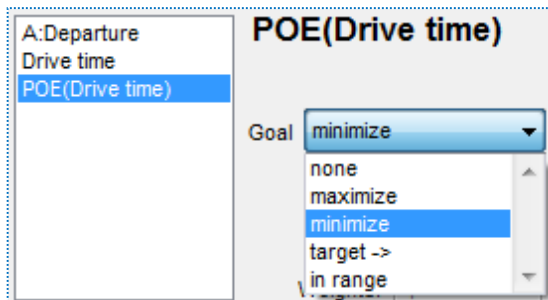 A:Departure
Drive time
POE(Drive time)
POE(Drive time)
Goal minimize
none
maximize
minimize
target ->
in range